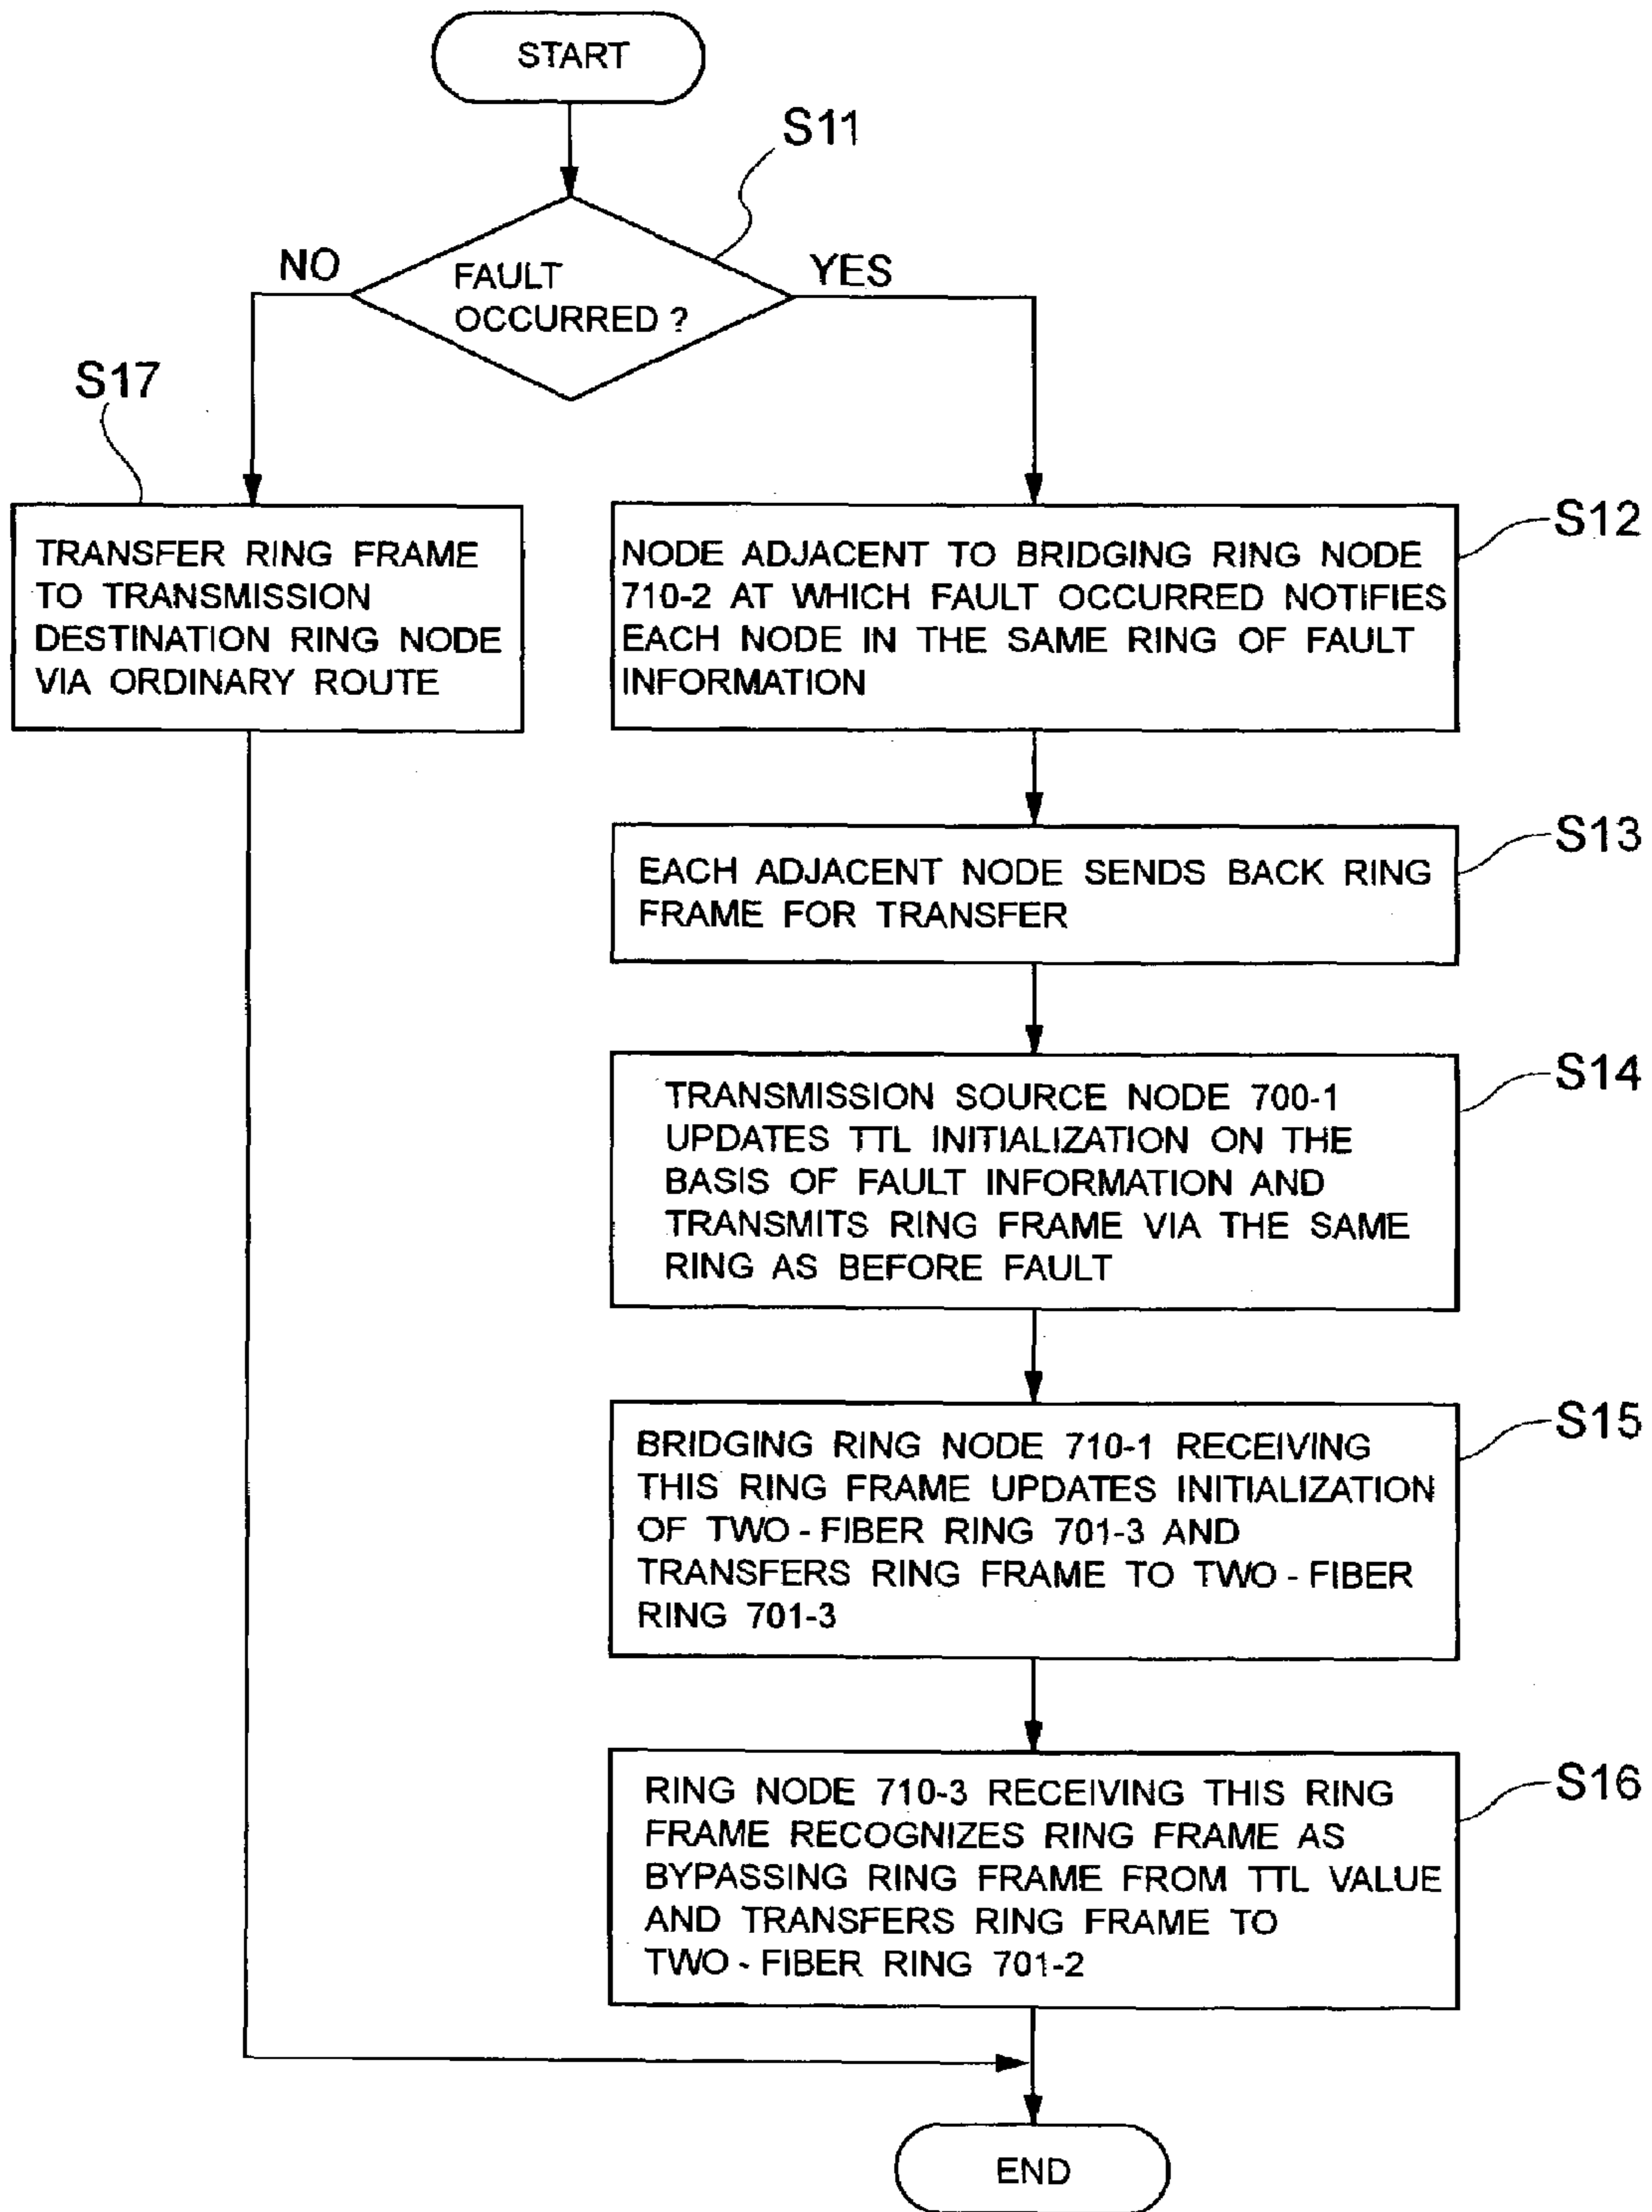 START
S11
FAULT
OCCURRED ?
NO
YES
S17
TRANSFER RING FRAME
TO TRANSMISSION
DESTINATION RING NODE
VIA ORDINARY ROUTE
S12
NODE ADJACENT TO BRIDGING RING NODE
710-2 AT WHICH FAULT OCCURRED NOTIFIES
EACH NODE IN THE SAME RING OF FAULT
INFORMATION
S13
EACH ADJACENT NODE SENDS BACK RING
FRAME FOR TRANSFER
S14
TRANSMISSION SOURCE NODE 700-1
UPDATES TTL INITIALIZATION ON THE
BASIS OF FAULT INFORMATION AND
TRANSMITS RING FRAME VIA THE SAME
RING AS BEFORE FAULT
S15
BRIDGING RING NODE 710-1 RECEIVING
THIS RING FRAME UPDATES INITIALIZATION
OF TWO-FIBER RING 701-3 AND
TRANSFERS RING FRAME TO TWO-FIBER
RING 701-3
S16
RING NODE 710-3 RECEIVING THIS RING
FRAME RECOGNIZES RING FRAME AS
BYPASSING RING FRAME FROM TTL VALUE
AND TRANSFERS RING FRAME TO
TWO-FIBER RING 701-2
END